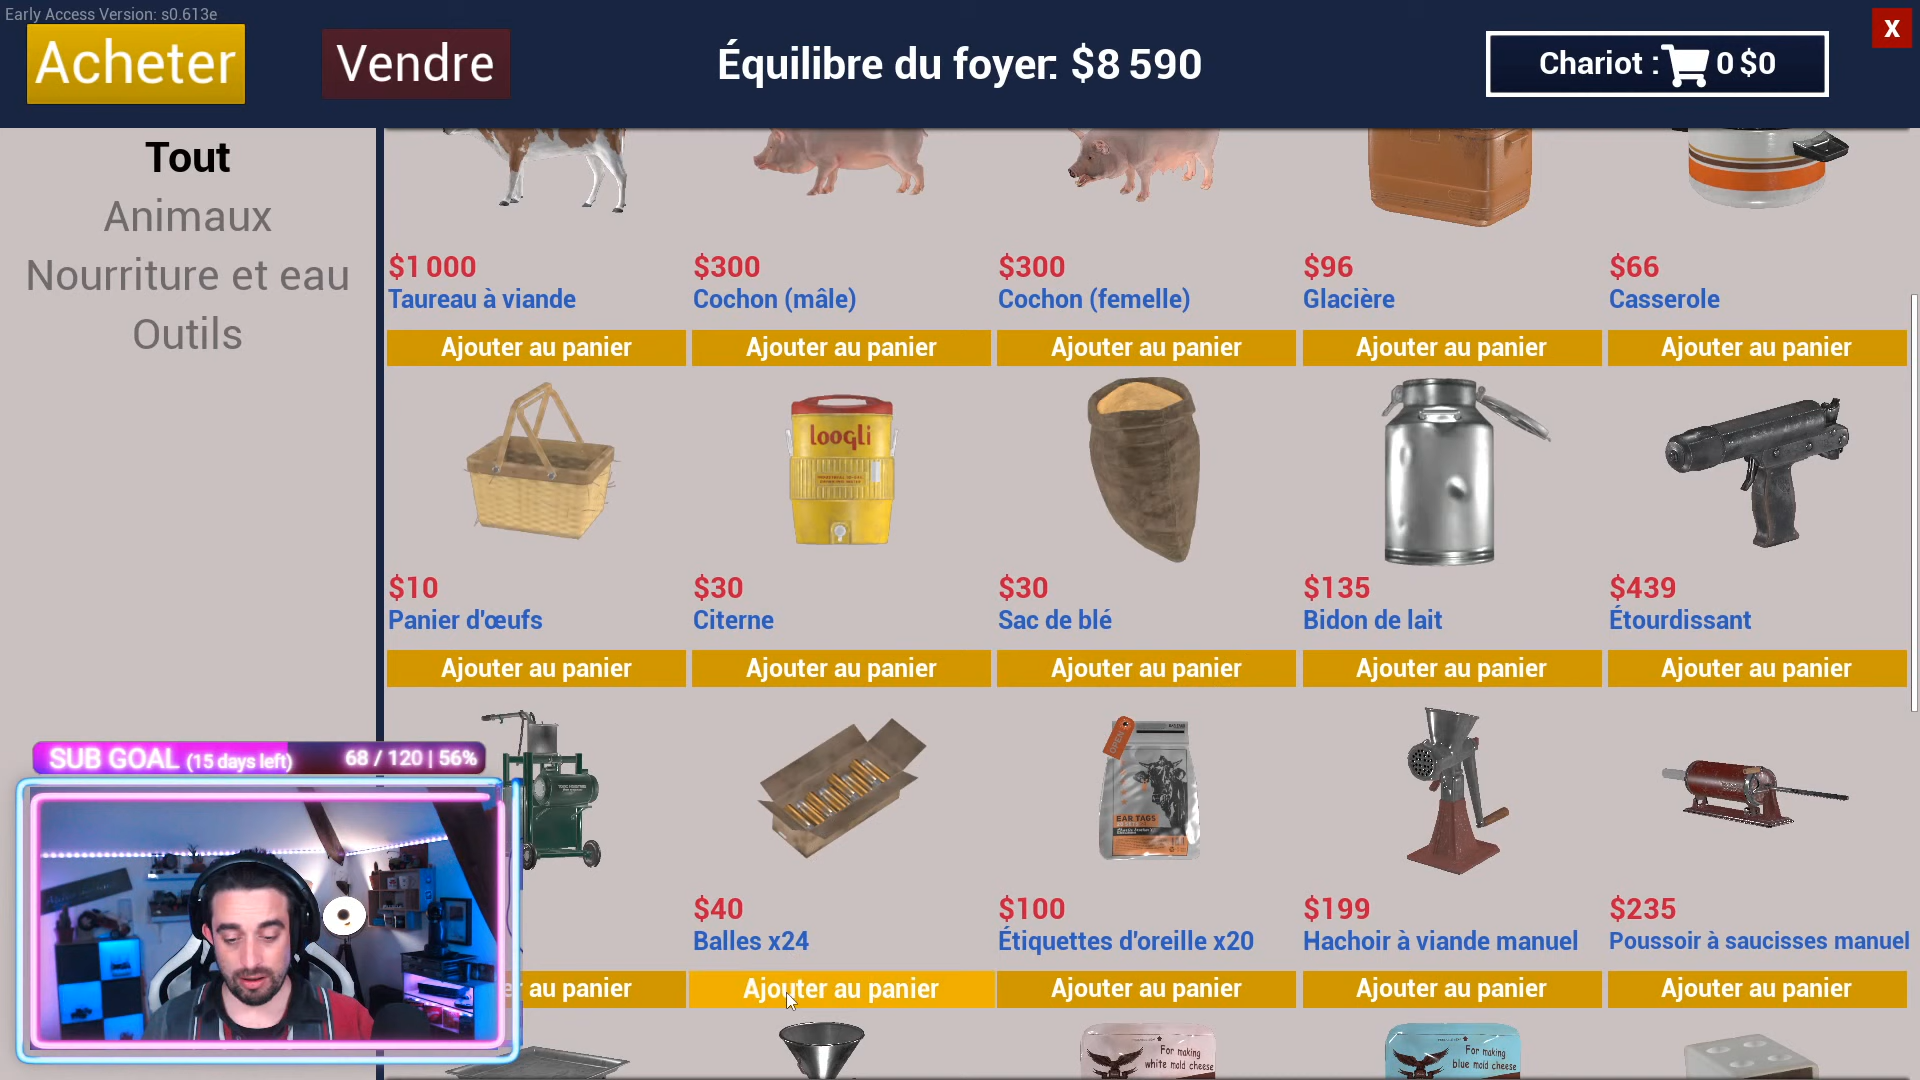 Early Access Version: s0.613e
Acheter
Vendre
Équilibre du foyer: $8 590
Chariot : 0 $0
X
Tout
Animaux
Nourriture et eau
Outils
$1 000
Taureau à viande
Ajouter au panier
$300
Cochon (mâle)
Ajouter au panier
$300
Cochon (femelle)
Ajouter au panier
$96
Glacière
Ajouter au panier
$66
Casserole
Ajouter au panier
$10
Panier d'œufs
Ajouter au panier
loogli
$30
Citerne
Ajouter au panier
$30
Sac de blé
Ajouter au panier
$135
Bidon de lait
Ajouter au panier
$439
Étourdissant
Ajouter au panier
au panier
$40
Balles x24
Ajouter au panier
OPEN
EAR TAGS
$100
Étiquettes d'oreille x20
Ajouter au panier
$199
Hachoir à viande manuel
Ajouter au panier
$235
Poussoir à saucisses manuel
Ajouter au panier
For making
white mold cheese
For making
blue mold cheese
SUB GOAL (15 days left) 68 / 120 | 56%